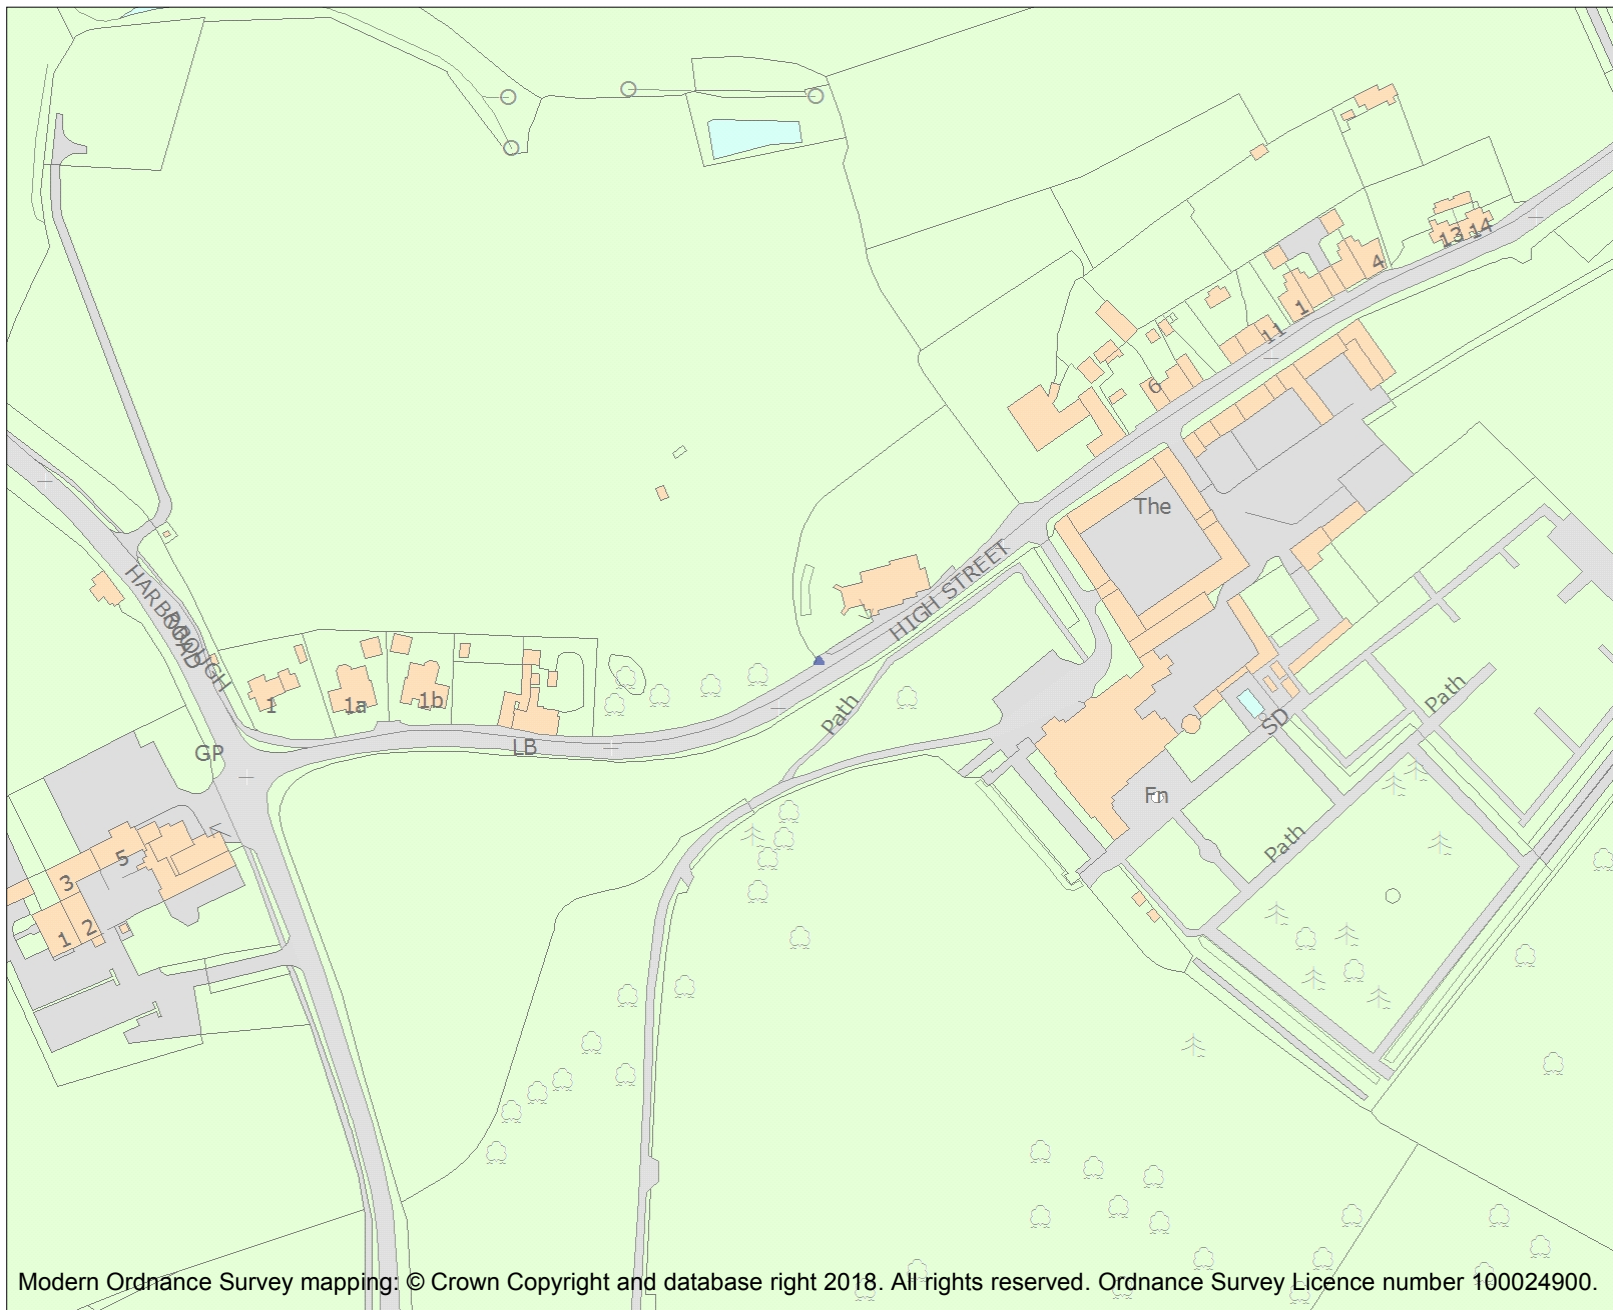 13 14
4
1
11
6
The
HIGH STREET
HARBOROUGH
ROAD
1
1a
1b
LB
GP
Path
SD
Path
Fn
Path
5
3
2
1
Modern Ordnance Survey mapping: © Crown Copyright and database right 2018. All rights reserved. Ordnance Survey Licence number 100024900.